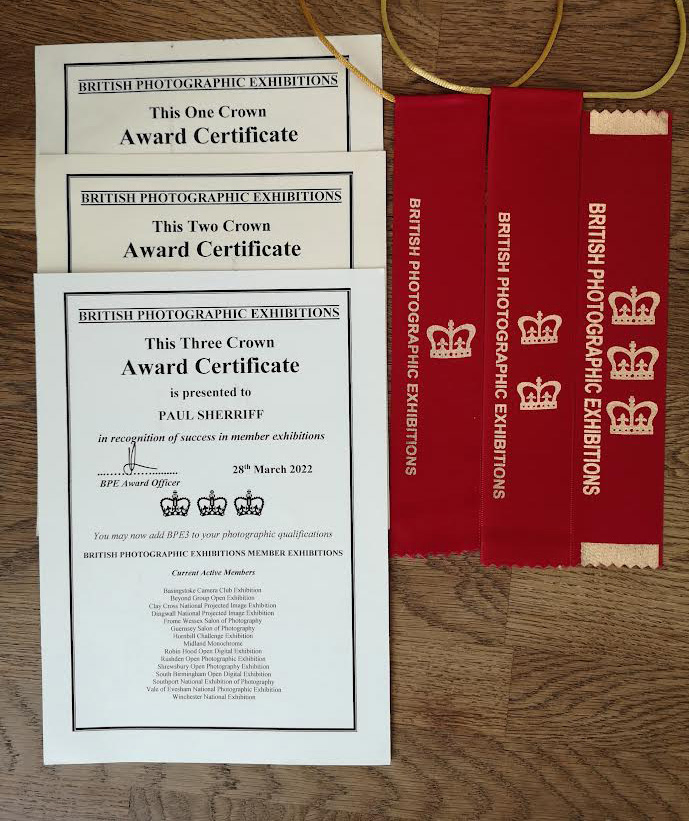 BRITISH PHOTOGRAPHIC EXHIBITIONS
This One Crown
Award Certificate
BRITISH PHOTOGRAPHIC EXHIBITIONS
This Two Crown
Award Certificate
BRITISH PHOTOGRAPHIC EXHIBITIONS
This Three Crown
Award Certificate
is presented to
PAUL SHERRIFF
in recognition of success in member exhibitions
28th March 2022
BPE Award Officer
You may now add BPE3 to your photographic qualifications
BRITISH PHOTOGRAPHIC EXHIBITIONS MEMBER EXHIBITIONS
Current Active Members
Basingstoke Camera Club Exhibition
Beyond Group Open Exhibition
Clay Cross National Projected Image Exhibition
Dingwall National Projected Image Exhibition
Frome Wessex Salon of Photography
Guernsey Salon of Photography
Hornbill Challenge Exhibition
Midland Monochrome
Robin Hood Open Digital Exhibition
Rushden Open Photographic Exhibition
Shrewsbury Open Photography Exhibition
South Birmingham Open Digital Exhibition
Southport National Exhibition of Photography
Vale of Evesham National Photographic Exhibition
Winchester National Exhibition
BRITISH PHOTOGRAPHIC EXHIBITIONS
BRITISH PHOTOGRAPHIC EXHIBITIONS
BRITISH PHOTOGRAPHIC EXHIBITIONS